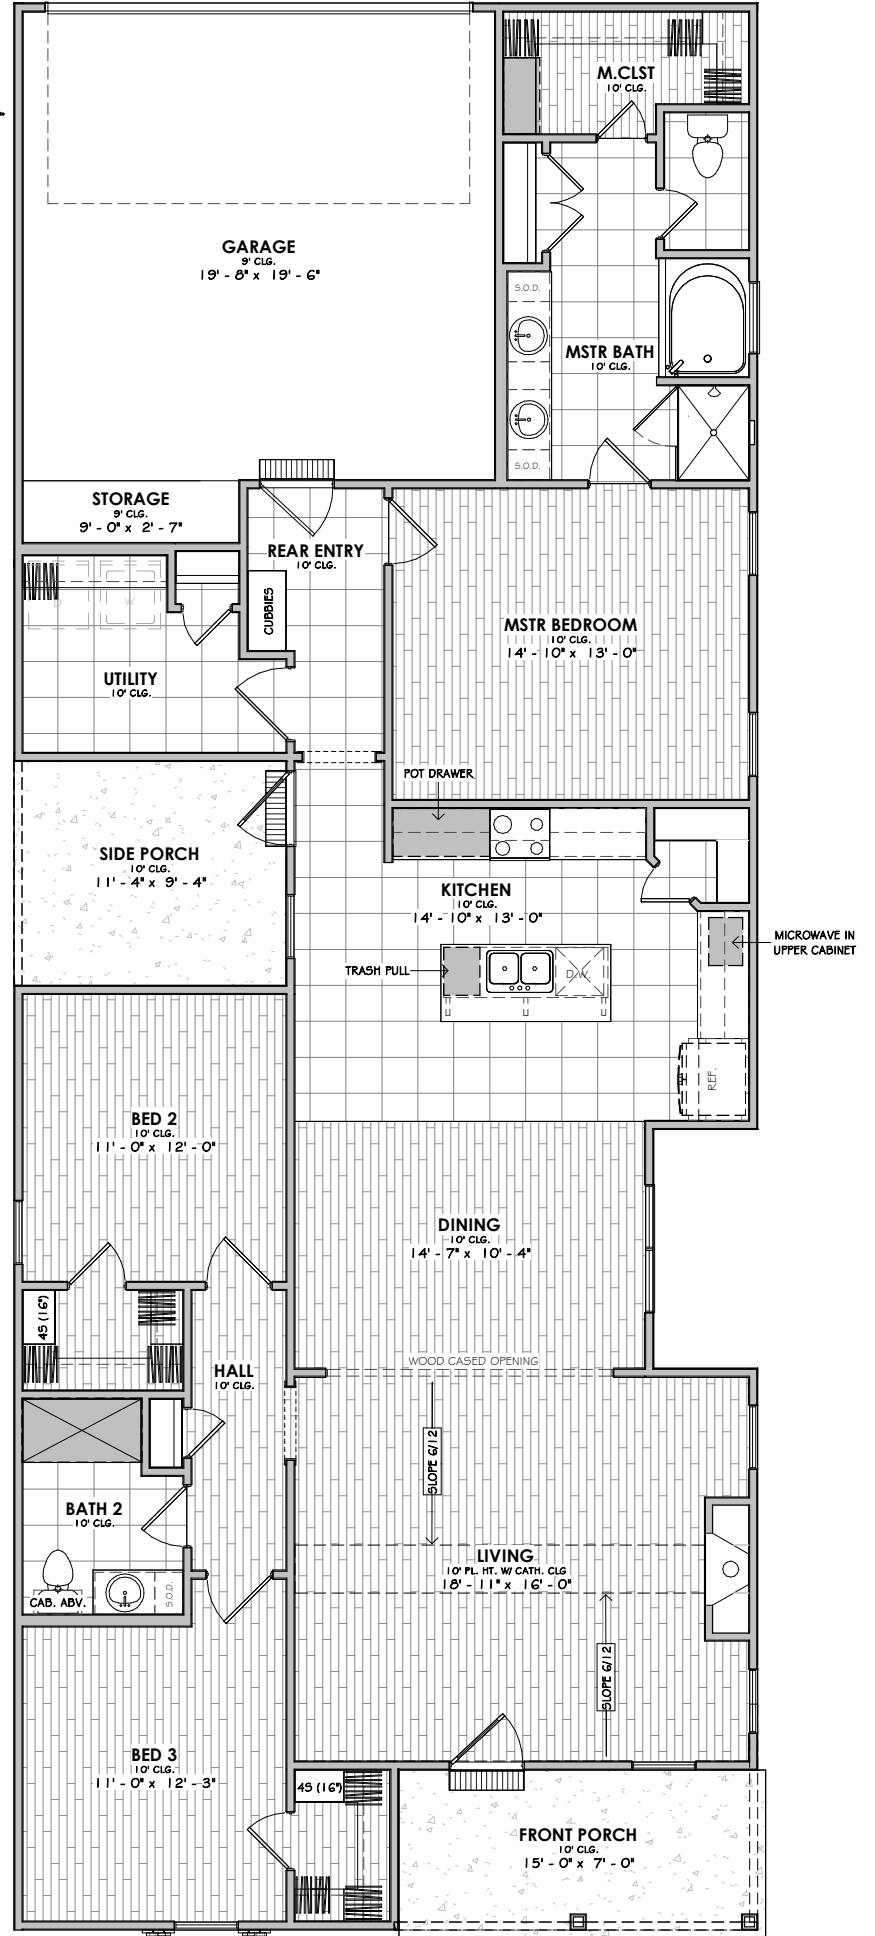 M.CLST
10' CLG.
GARAGE
9' CLG.
19' - 8" x 19' - 6"
S.O.D.
MSTR BATH
10' CLG.
S.O.D.
STORAGE
9' CLG.
9' - 0" x 2' - 7"
REAR ENTRY
10' CLG.
D
W
CUBBIES
MSTR BEDROOM
10' CLG.
14' - 10" x 13' - 0"
UTILITY
10' CLG.
POT DRAWER
SIDE PORCH
10' CLG.
11' - 4" x 9' - 4"
KITCHEN
10' CLG.
14' - 10" x 13' - 0"
MICROWAVE IN
UPPER CABINET
TRASH PULL
D.W.
REF.
BED 2
10' CLG.
11' - 0" x 12' - 0"
DINING
10' CLG.
14' - 7" x 10' - 4"
4S (16")
WOOD CASED OPENING
HALL
10' CLG.
SLOPE 6/12
BATH 2
10' CLG.
LIVING
10' PL. HT. W/ CATH. CLG
18' - 11" x 16' - 0"
CAB. ABV.
S.O.D.
SLOPE 6/12
BED 3
10' CLG.
11' - 0" x 12' - 3"
4S (16")
FRONT PORCH
10' CLG.
15' - 0" x 7' - 0"